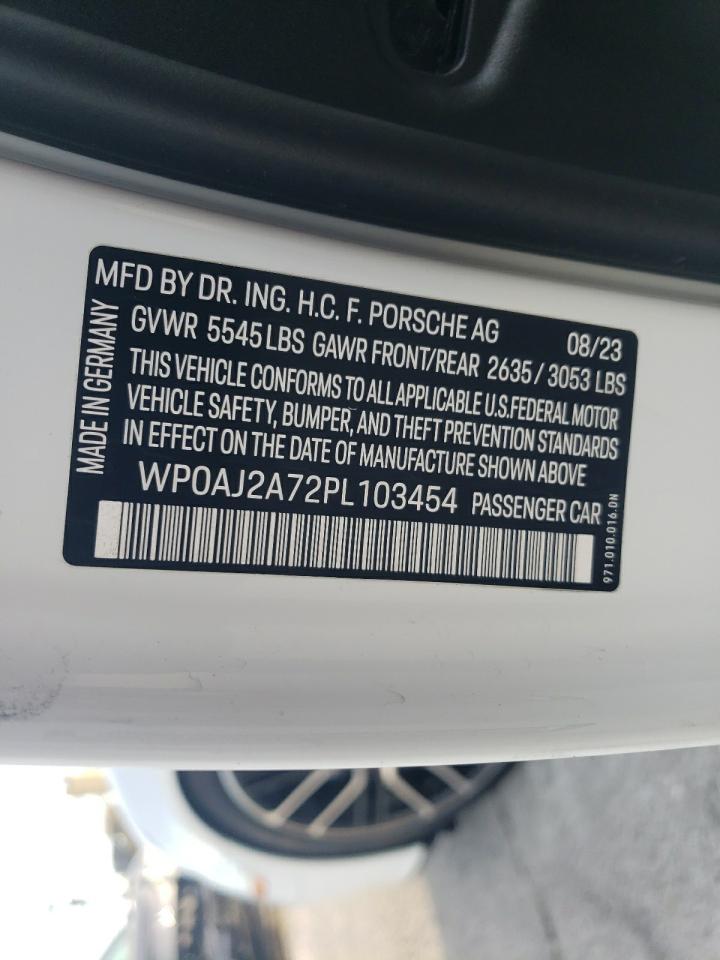 MFD BY DR. ING. H.C. F. PORSCHE AG 08/23
GVWR 5545 LBS GAWR FRONT/REAR 2635 / 3053 LBS
THIS VEHICLE CONFORMS TO ALL APPLICABLE U.S.FEDERAL MOTOR
VEHICLE SAFETY, BUMPER, AND THEFT PREVENTION STANDARDS
IN EFFECT ON THE DATE OF MANUFACTURE SHOWN ABOVE
WP0AJ2A72PL103454 PASSENGER CAR
MADE IN GERMANY
971.010.016.DN